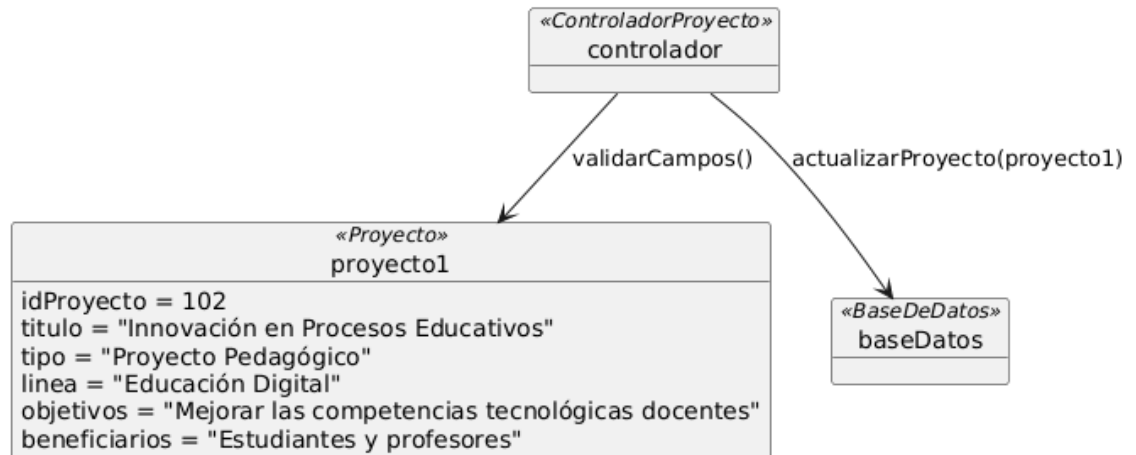 «ControladorProyecto»
controlador
validarCampos()
actualizarProyecto(proyecto1)
«Proyecto»
proyecto1
idProyecto = 102
titulo = "Innovación en Procesos Educativos"
tipo = "Proyecto Pedagógico"
linea = "Educación Digital"
objetivos = "Mejorar las competencias tecnológicas docentes"
beneficiarios = "Estudiantes y profesores"
«BaseDeDatos»
baseDatos